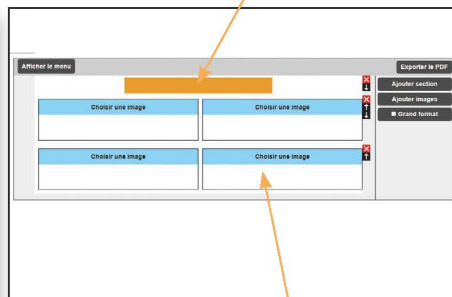 Afficher le menu
Exporter le PDF
Ajouter section
Choisir une image
Choisir une image
Ajouter images
Grand format
Choisir une image
Choisir une image